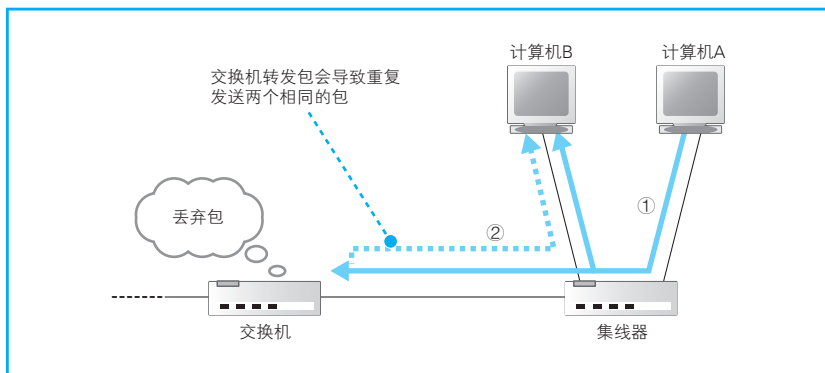 计算机B
计算机A
交换机转发包会导致重复
发送两个相同的包
①
丢弃包
②
交换机
集线器